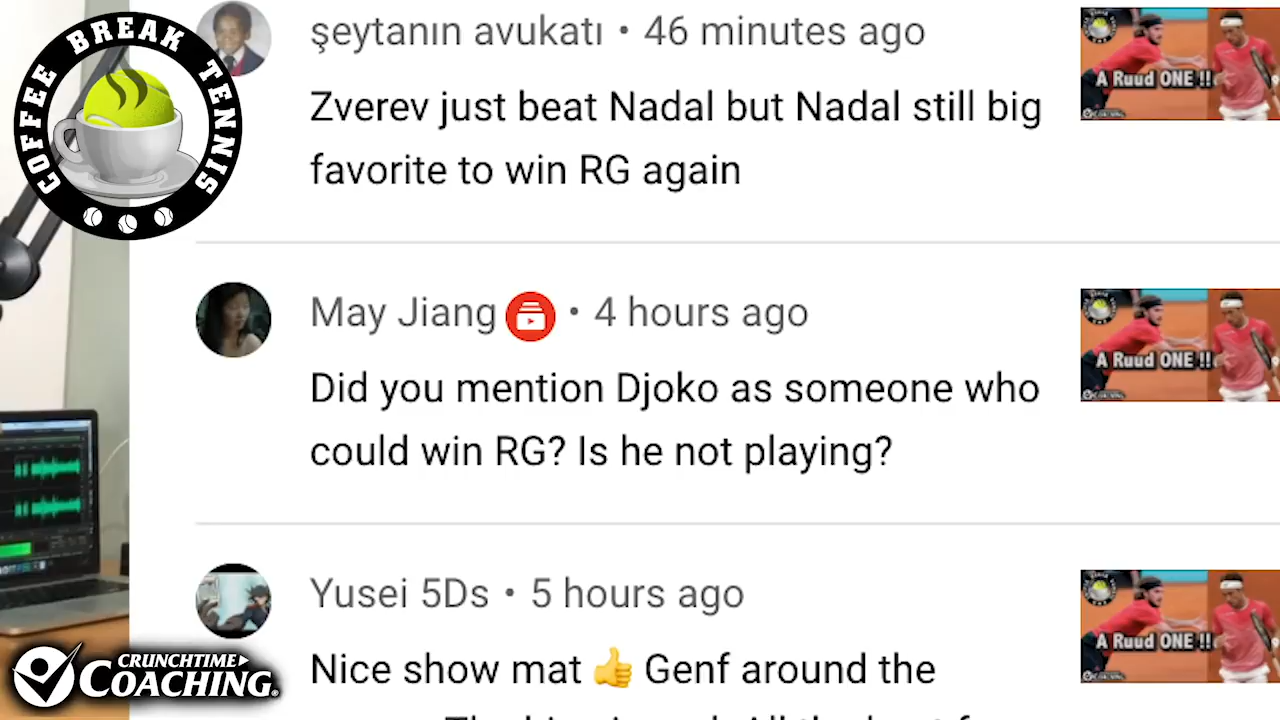 COFFEE BREAK TENNIS
şeytanın avukatı • 46 minutes ago
Zverev just beat Nadal but Nadal still big
favorite to win RG again
A Ruud ONE !!
May Jiang • 4 hours ago
Did you mention Djoko as someone who
could win RG? Is he not playing?
A Ruud ONE !!
Yusei 5Ds • 5 hours ago
Nice show mat 👍 Genf around the
A Ruud ONE !!
CRUNCHTIME
COACHING®